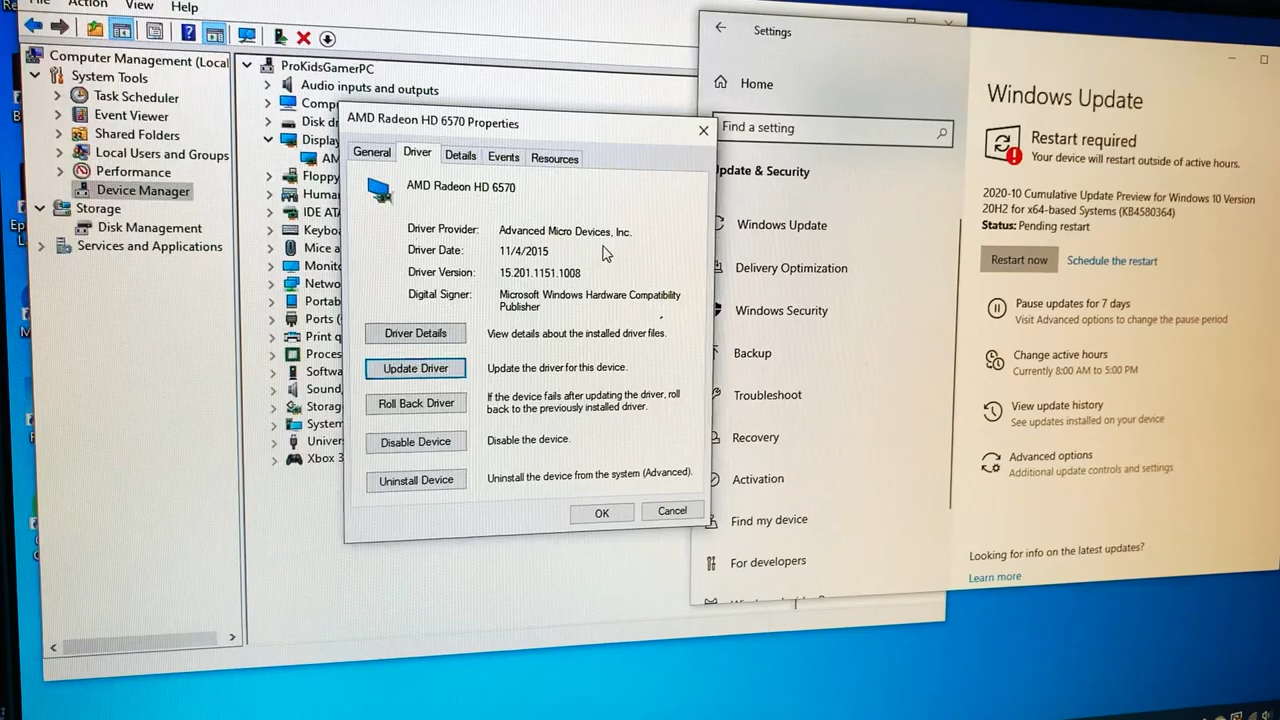 Action View Help
Computer Management (Local
System Tools
Task Scheduler
Event Viewer
Shared Folders
Local Users and Groups
Performance
Device Manager
Storage
Disk Management
Services and Applications
ProKidsGamerPC
Audio inputs and outputs
Comp
Disk dr
Display
AM
Floppy
Human
IDE ATA
Keybo
Mice a
Monito
Netwo
Portab
Ports (
Print q
Proces
Softwa
Sound,
Storag
System
Univer
Xbox 3
AMD Radeon HD 6570 Properties
General Driver Details Events Resources
AMD Radeon HD 6570
Driver Provider: Advanced Micro Devices, Inc.
Driver Date: 11/4/2015
Driver Version: 15.201.1151.1008
Digital Signer: Microsoft Windows Hardware Compatibility
Publisher
Driver Details View details about the installed driver files.
Update Driver Update the driver for this device.
Roll Back Driver If the device fails after updating the driver, roll
back to the previously installed driver.
Disable Device Disable the device.
Uninstall Device Uninstall the device from the system (Advanced).
OK Cancel
Settings
Home
Find a setting
pdate & Security
Windows Update
Delivery Optimization
Windows Security
Backup
Troubleshoot
Recovery
Activation
Find my device
For developers
Windows Update
Restart required
Your device will restart outside of active hours.
2020-10 Cumulative Update Preview for Windows 10 Version
20H2 for x64-based Systems (KB4580364)
Status: Pending restart
Restart now Schedule the restart
Pause updates for 7 days
Visit Advanced options to change the pause period
Change active hours
Currently 8:00 AM to 5:00 PM
View update history
See updates installed on your device
Advanced options
Additional update controls and settings
Looking for info on the latest updates?
Learn more